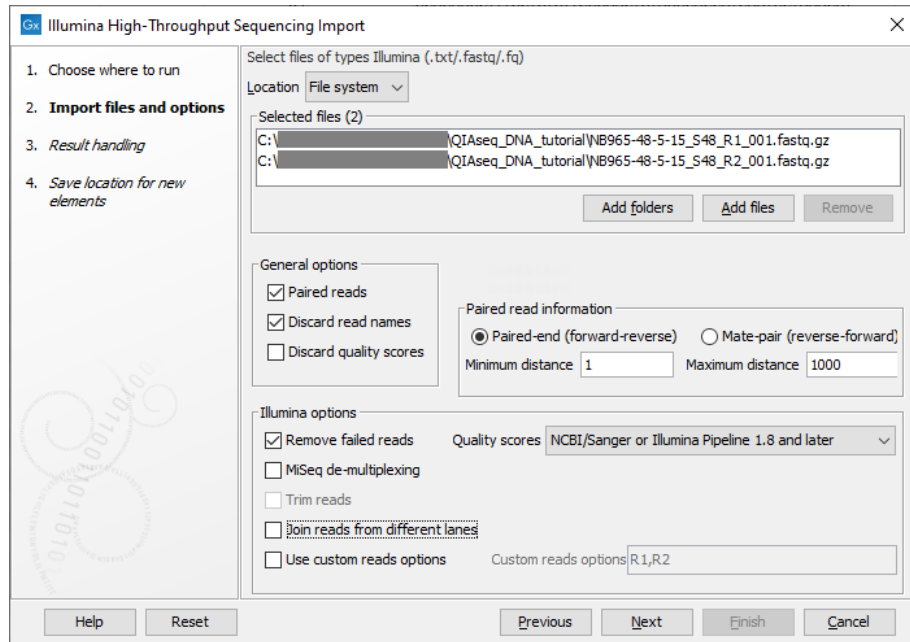 Gx Illumina High-Throughput Sequencing Import
1. Choose where to run
2. Import files and options
3. Result handling
4. Save location for new
elements
Select files of types Illumina (.txt/.fastq/.fq)
Location File system
Selected files (2)
C:\ \QIAseq_DNA_tutorial\NB965-48-5-15_S48_R1_001.fastq.gz
C:\ \QIAseq_DNA_tutorial\NB965-48-5-15_S48_R2_001.fastq.gz
Add folders Add files Remove
General options
Paired reads
Discard read names
Discard quality scores
Paired read information
Paired-end (forward-reverse) Mate-pair (reverse-forward)
Minimum distance 1 Maximum distance 1000
Illumina options
Remove failed reads Quality scores NCBI/Sanger or Illumina Pipeline 1.8 and later
MiSeq de-multiplexing
Trim reads
Join reads from different lanes
Use custom reads options Custom reads options R1,R2
Help Reset Previous Next Finish Cancel